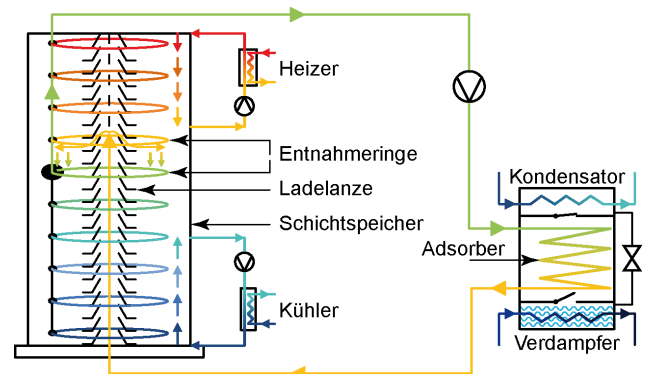 Heizer
Entnahmeringe
Ladelanze
Schichtspeicher
Kühler
Kondensator
Adsorber
Verdampfer